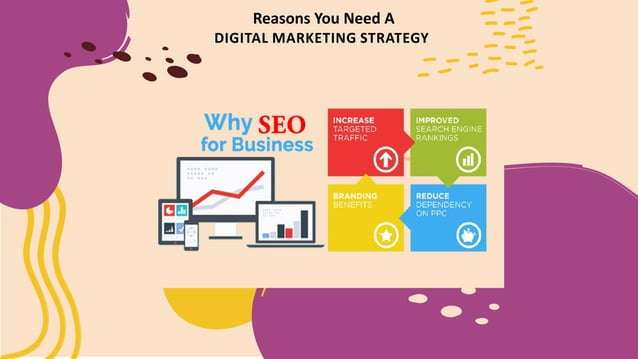 Reasons You Need A
DIGITAL MARKETING STRATEGY
Why SEO
for Business
INCREASE
TARGETED
TRAFFIC
IMPROVED
SEARCH ENGINE
RANKINGS
BRANDING
BENEFITS
REDUCE
DEPENDENCY
ON PPC